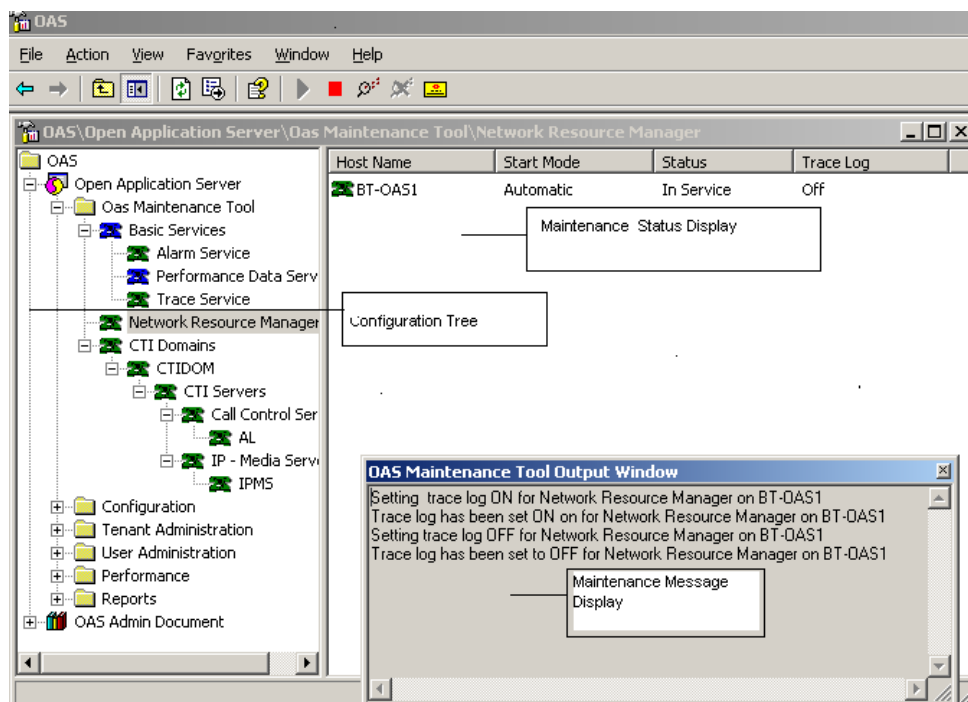 OAS
File Action View Favorites Window Help
OAS\Open Application Server\Oas Maintenance Tool\Network Resource Manager
OAS
Open Application Server
Oas Maintenance Tool
Basic Services
Alarm Service
Performance Data Serv
Trace Service
Network Resource Manager
CTI Domains
CTIDOM
CTI Servers
Call Control Ser
AL
IP - Media Serv
IPMS
Configuration
Tenant Administration
User Administration
Performance
Reports
OAS Admin Document
Host Name Start Mode Status Trace Log
BT-OAS1 Automatic In Service Off
Maintenance Status Display
Configuration Tree
OAS Maintenance Tool Output Window
Setting trace log ON for Network Resource Manager on BT-OAS1
Trace log has been set ON on for Network Resource Manager on BT-OAS1
Setting trace log OFF for Network Resource Manager on BT-OAS1
Trace log has been set to OFF for Network Resource Manager on BT-OAS1
Maintenance Message
Display